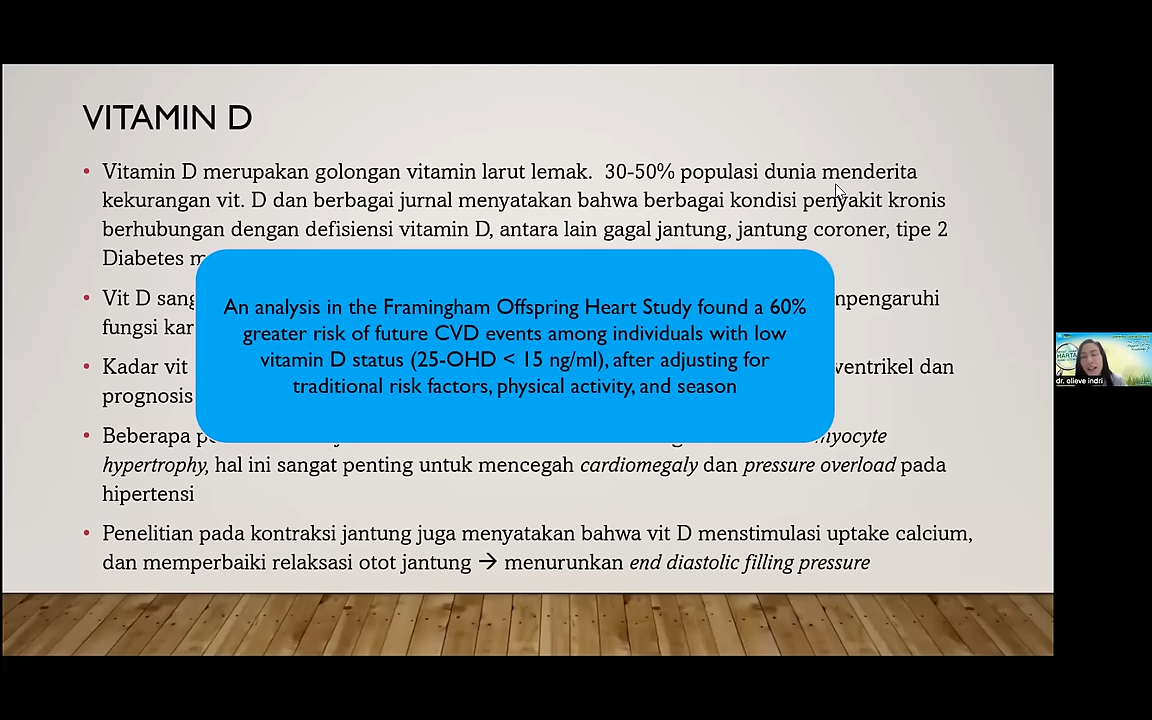 VITAMIN D
• Vitamin D merupakan golongan vitamin larut lemak. 30-50% populasi dunia menderita
kekurangan vit. D dan berbagai jurnal menyatakan bahwa berbagai kondisi penyakit kronis
berhubungan dengan defisiensi vitamin D, antara lain gagal jantung, jantung coroner, tipe 2
Diabetes
• Vit D
fungsi
• Kadar vit ventrikel dan
prognosis
An analysis in the Framingham Offspring Heart Study found a 60%
greater risk of future CVD events among individuals with low
vitamin D status (25-OHD < 15 ng/ml), after adjusting for
traditional risk factors, physical activity, and season
• Beberapa
hypertrophy, hal ini sangat penting untuk mencegah cardiomegaly dan pressure overload pada
hipertensi
• Penelitian pada kontraksi jantung juga menyatakan bahwa vit D menstimulasi uptake calcium,
dan memperbaiki relaksasi otot jantung → menurunkan end diastolic filling pressure
HARTA
dr. olieve indri